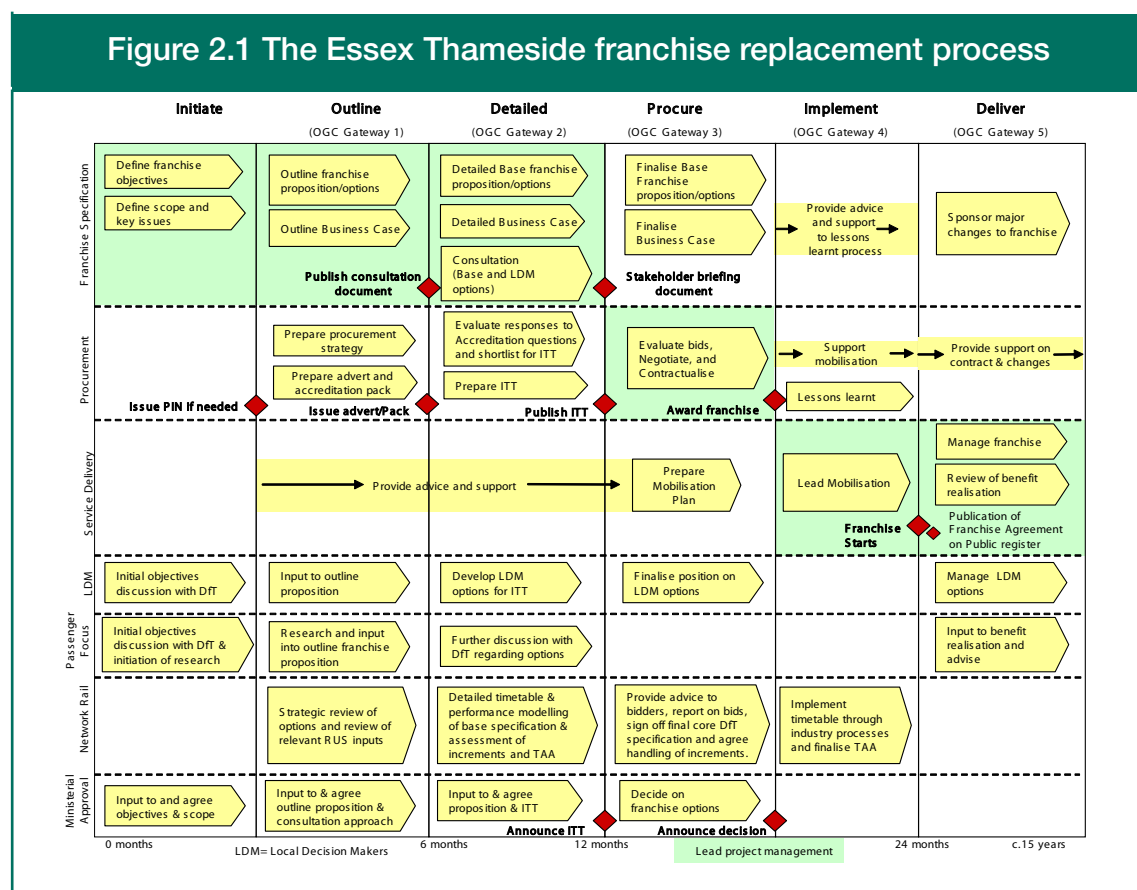 Figure 2.1 The Essex Thameside franchise replacement process
Initiate
Outline
(OGC Gateway 1)
Detailed
(OGC Gateway 2)
Procure
(OGC Gateway 3)
Implement
(OGC Gateway 4)
Deliver
(OGC Gateway 5)
Franchise Specification
Define franchise
objectives
Define scope and
key issues
Outline franchise
proposition/options
Outline Business Case
Publish consultation
document
Detailed Base franchise
proposition/options
Detailed Business Case
Consultation
(Base and LDM
options)
Finalise Base
Franchise
proposition/options
Finalise
Business Case
Stakeholder briefing
document
Provide advice
and support
to lessons
learnt process
Sponsor major
changes to franchise
Procurement
Issue PIN if needed
Prepare procurement
strategy
Prepare advert and
accreditation pack
Issue advert/Pack
Evaluate responses to
Accreditation questions
and shortlist for ITT
Prepare ITT
Publish ITT
Evaluate bids,
Negotiate, and
Contractualise
Award franchise
Support
mobilisation
Lessons learnt
Provide support on
contract & changes
Service Delivery
Provide advice and support
Prepare
Mobilisation
Plan
Lead Mobilisation
Franchise
Starts
Manage franchise
Review of benefit
realisation
Publication of
Franchise Agreement
on Public register
LDM
Initial objectives
discussion with DfT
Input to outline
proposition
Develop LDM
options for ITT
Finalise position on
LDM options
Manage LDM
options
Passenger
Focus
Initial objectives
discussion with DfT &
initiation of research
Research and input
into outline franchise
proposition
Further discussion with
DfT regarding options
Input to benefit
realisation and
advise
Network Rail
Strategic review of
options and review of
relevant RUS inputs
Detailed timetable &
performance modelling
of base specification &
assessment of
increments and TAA
Provide advice to
bidders, report on bids,
sign off final core DfT
specification and agree
handling of increments.
Implement
timetable through
industry processes
and finalise TAA
Ministerial
Approval
Input to and agree
objectives & scope
Input to & agree
outline proposition &
consultation approach
Input to & agree
proposition & ITT
Announce ITT
Decide on
franchise options
Announce decision
0 months
LDM= Local Decision Makers
6 months
12 months
Lead project management
24 months
c.15 years